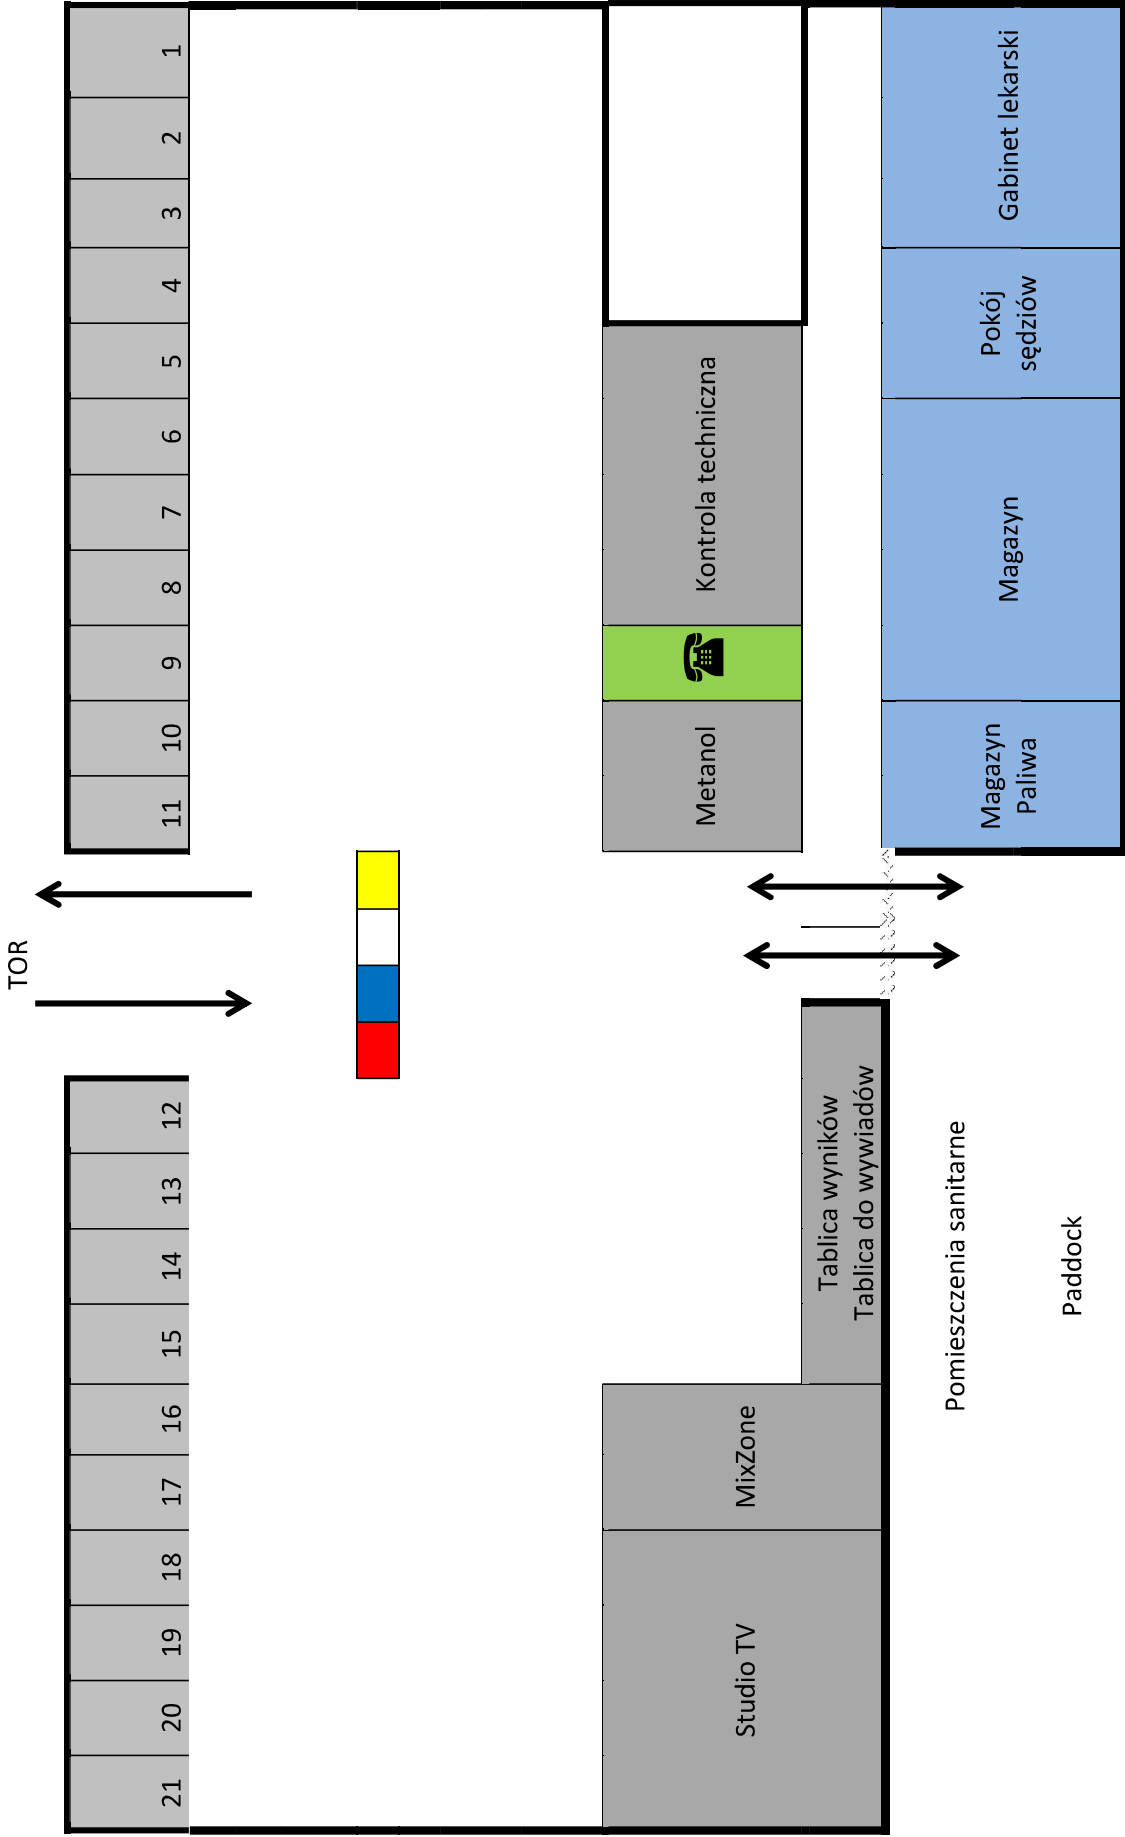 TOR
21 20 19 18 17 16 15 14 13 12 11 10 9 8 7 6 5 4 3 2 1
Metanol
Kontrola techniczna
Studio TV
MixZone
Tablica wyników
Tablica do wywiadów
Pomieszczenia sanitarne
Paddock
Magazyn
Paliwa
Magazyn
Pokój
sędziów
Gabinet lekarski